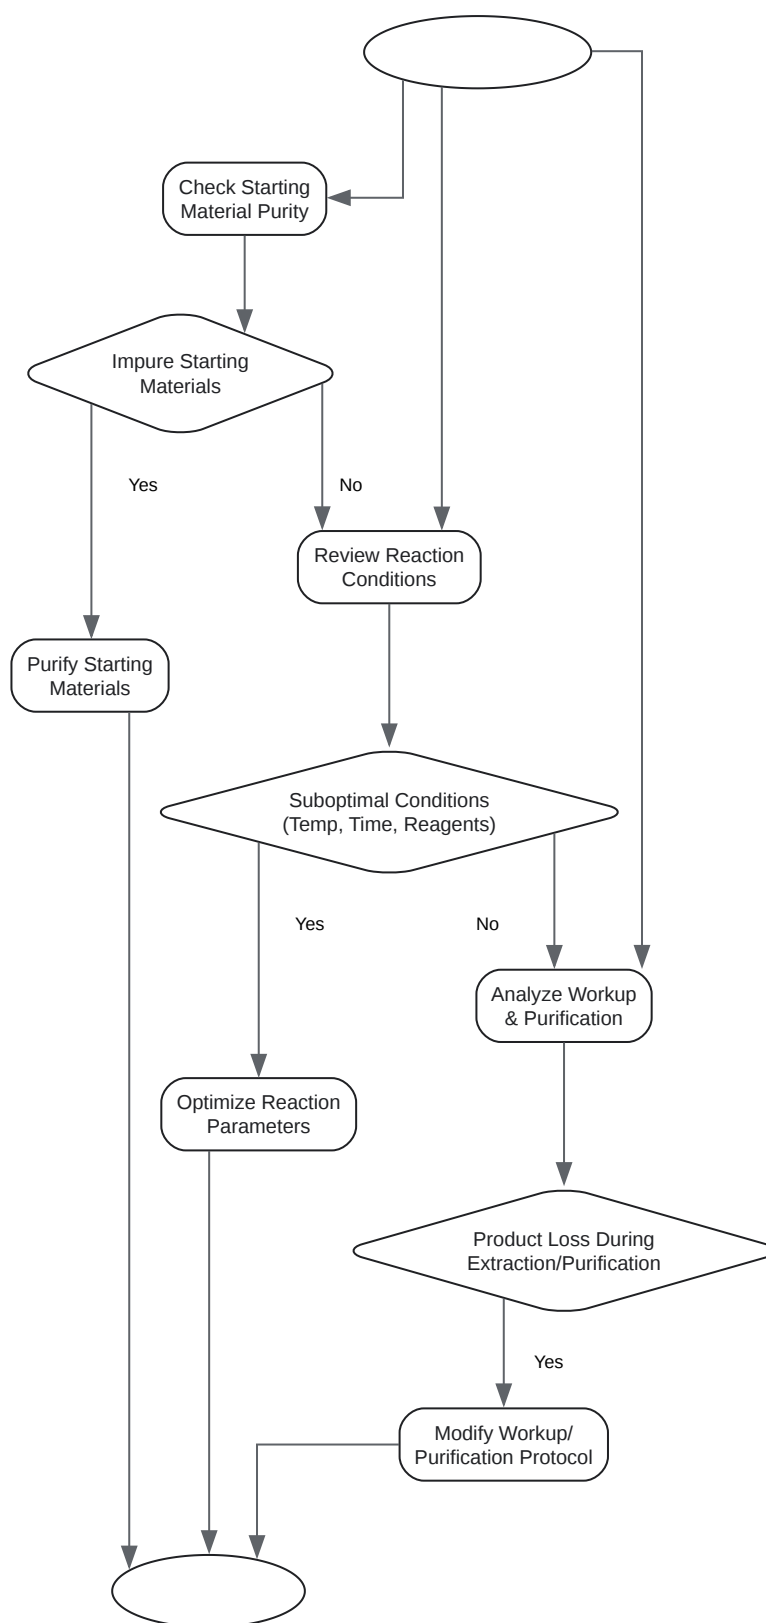 Check Starting
Material Purity
Impure Starting
Materials
Yes
No
Review Reaction
Conditions
Purify Starting
Materials
Suboptimal Conditions
(Temp, Time, Reagents)
Yes
No
Analyze Workup
& Purification
Optimize Reaction
Parameters
Product Loss During
Extraction/Purification
Yes
Modify Workup/
Purification Protocol